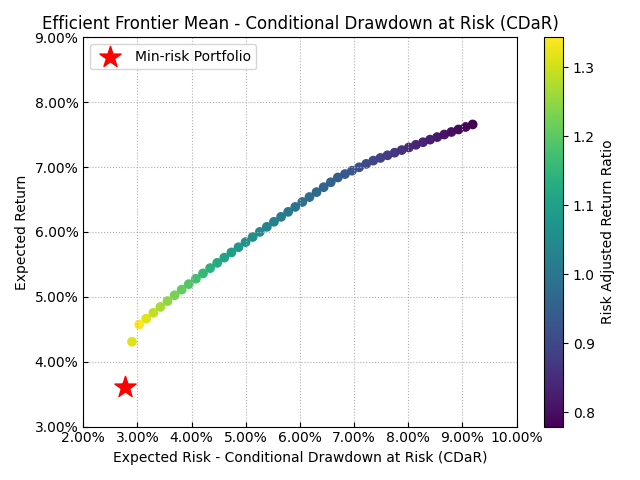 Efficient Frontier Mean - Conditional Drawdown at Risk (CDaR)
9.00%
8.00%
7.00%
6.00%
5.00%
4.00%
3.00%
Expected Return
Min-risk Portfolio
2.00% 3.00% 4.00% 5.00% 6.00% 7.00% 8.00% 9.00% 10.00%
Expected Risk - Conditional Drawdown at Risk (CDaR)
1.3
1.2
1.1
1.0
0.9
0.8
Risk Adjusted Return Ratio